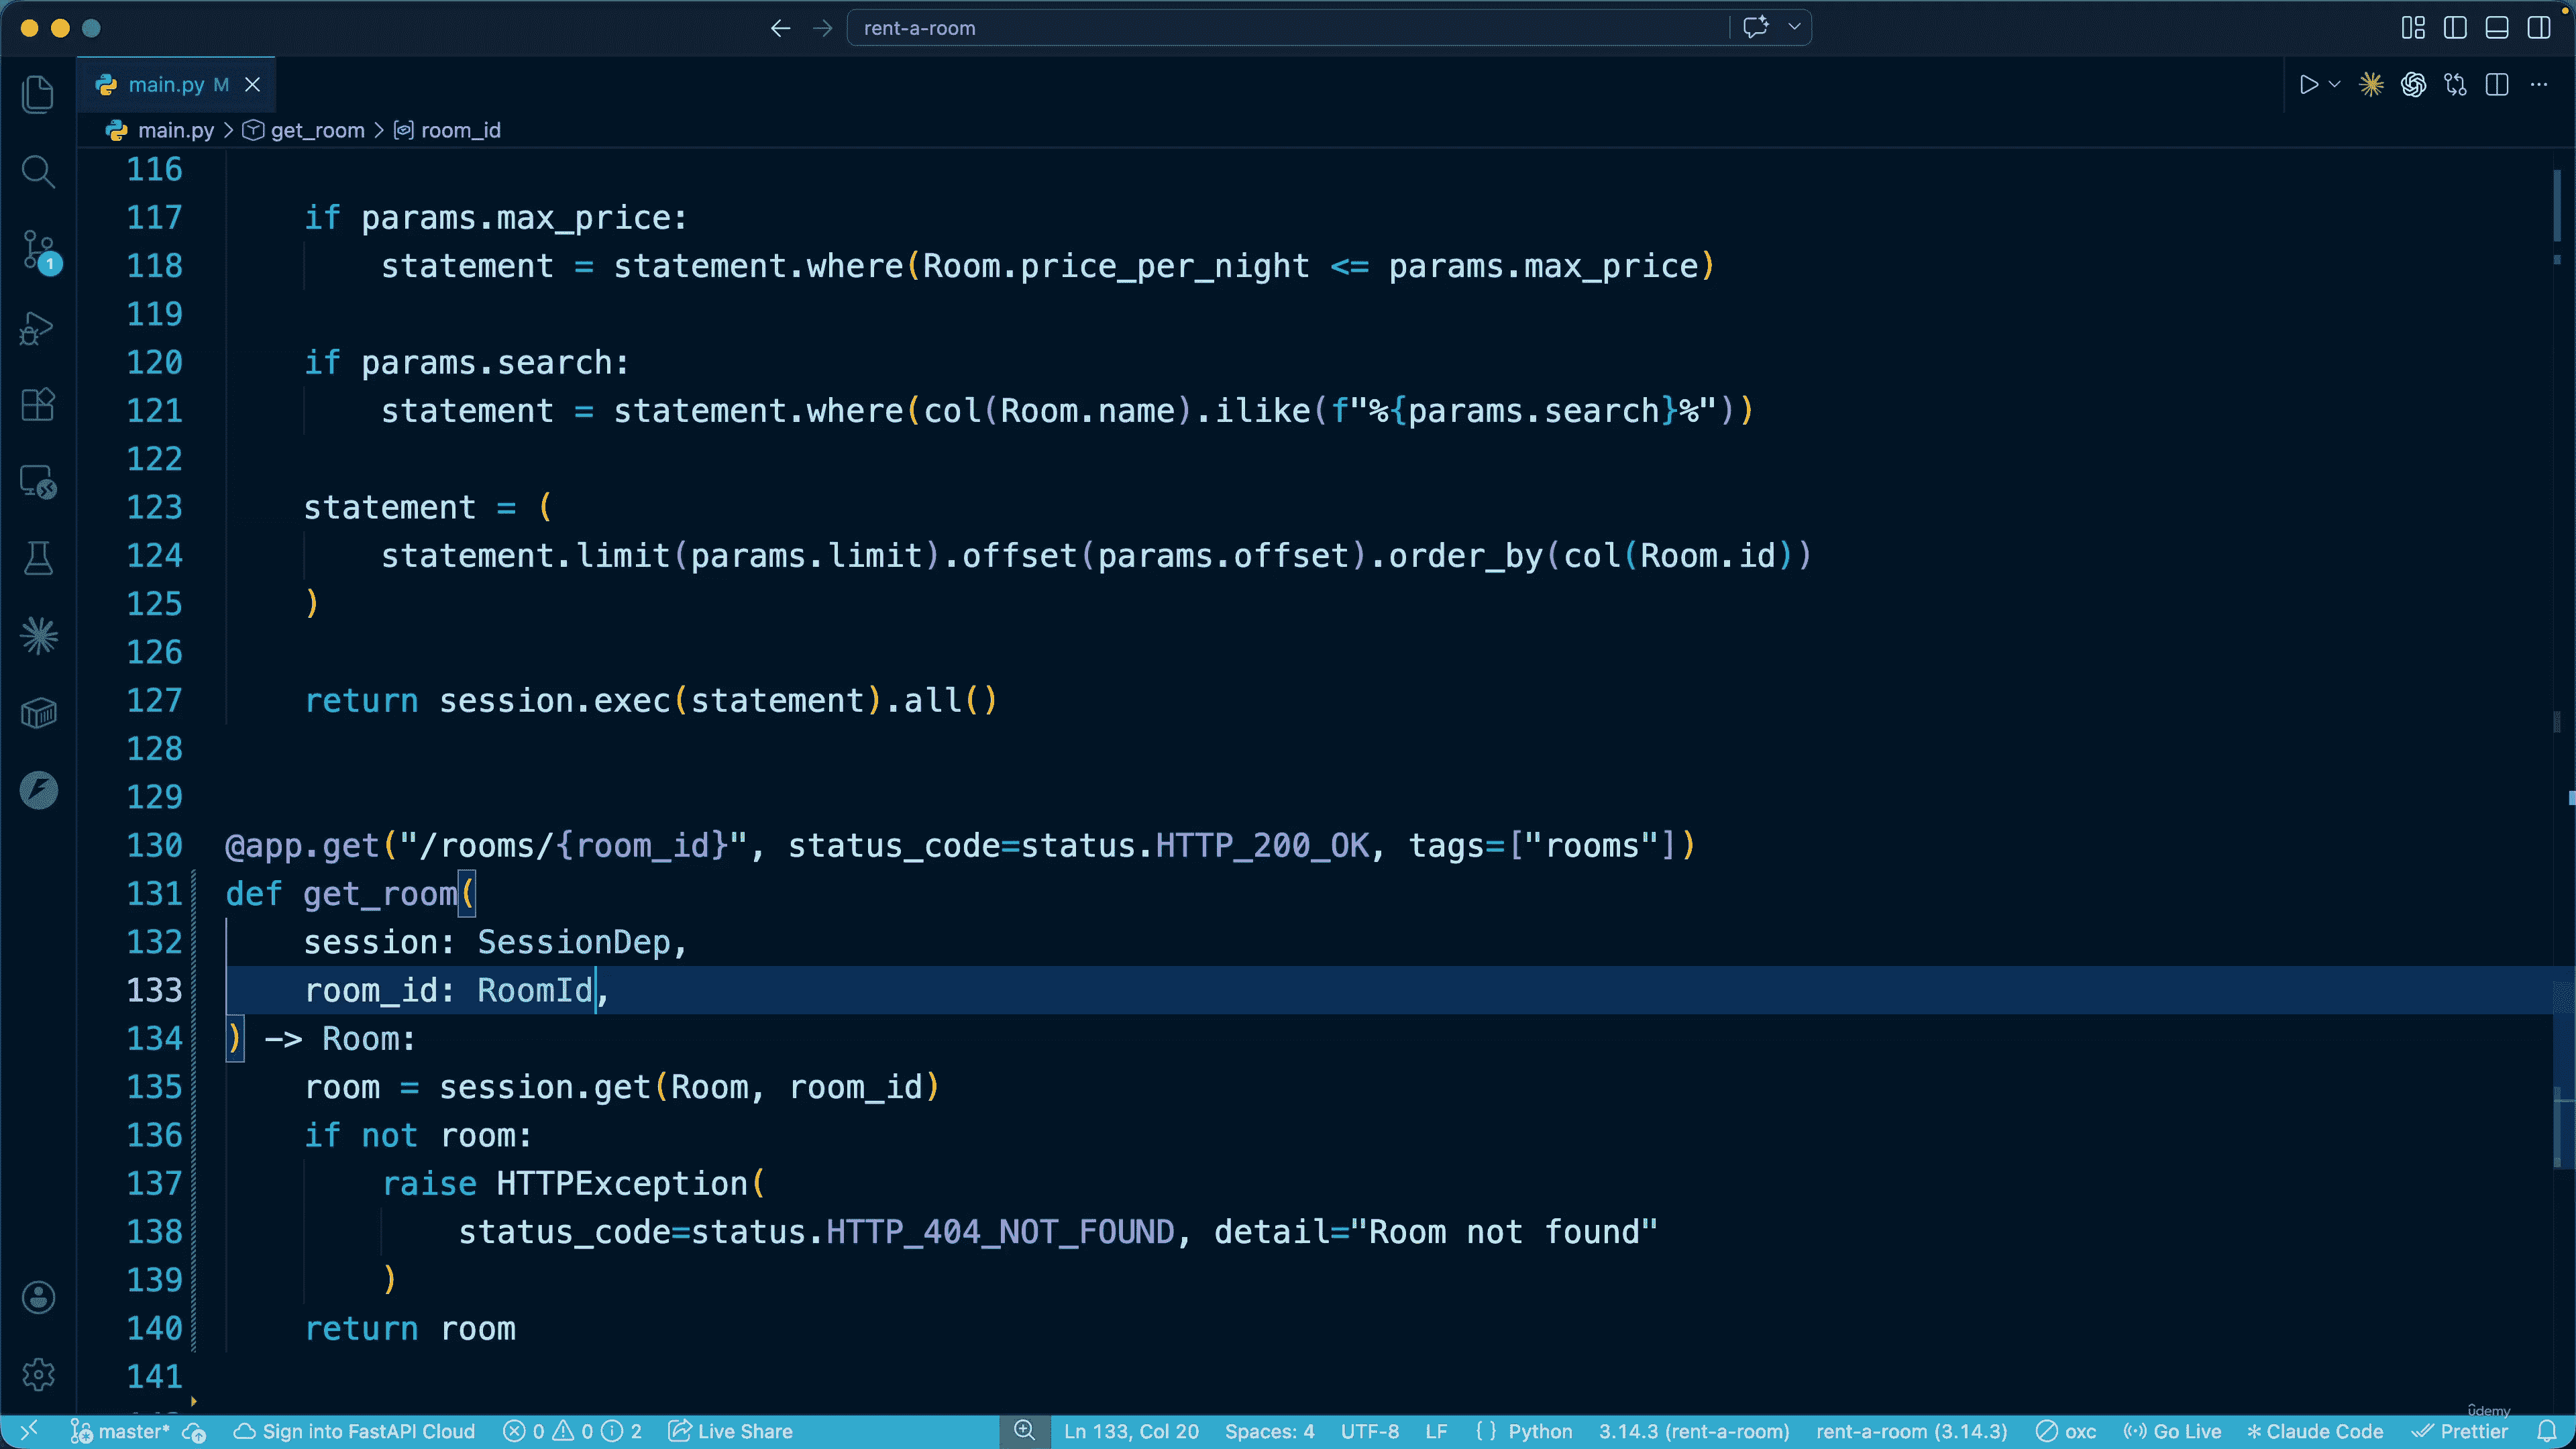 rent-a-room
main.py M
main.py > get_room > room_id
116
117 if params.max_price:
118 statement = statement.where(Room.price_per_night <= params.max_price)
119
120 if params.search:
121 statement = statement.where(col(Room.name).ilike(f"%{params.search}%"))
122
123 statement = (
124 statement.limit(params.limit).offset(params.offset).order_by(col(Room.id))
125 )
126
127 return session.exec(statement).all()
128
129
130 @app.get("/rooms/{room_id}", status_code=status.HTTP_200_OK, tags=["rooms"])
131 def get_room(
132 session: SessionDep,
133 room_id: RoomId,
134 ) -> Room:
135 room = session.get(Room, room_id)
136 if not room:
137 raise HTTPException(
138 status_code=status.HTTP_404_NOT_FOUND, detail="Room not found"
139 )
140 return room
141
1
udemy
master* Sign into FastAPI Cloud 0 0 2 Live Share Ln 133, Col 20 Spaces: 4 UTF-8 LF { } Python 3.14.3 (rent-a-room) rent-a-room (3.14.3) oxc Go Live Claude Code Prettier